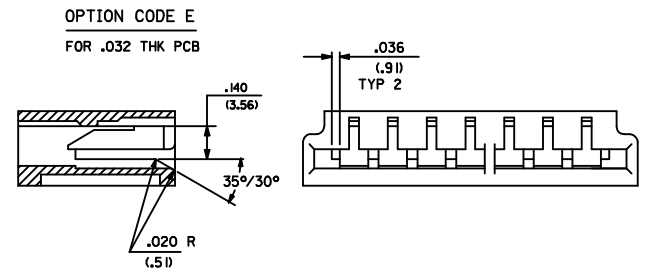 OPTION CODE E
FOR .032 THK PCB
.036
(.91)
TYP 2
.140
(3.56)
35°/30°
.020 R
(.51)